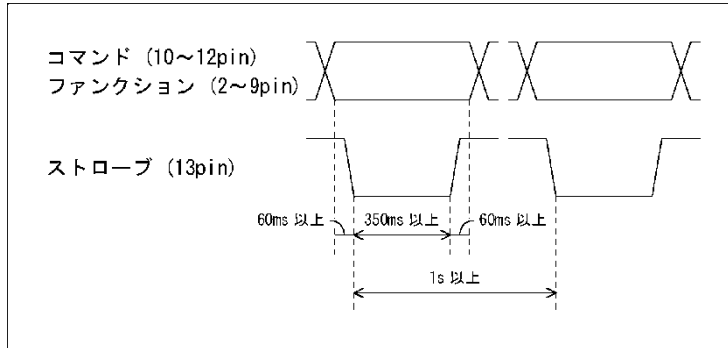 コマンド (10～12pin)
ファンクション (2～9pin)
ストローブ (13pin)
60ms 以上 350ms 以上 60ms 以上
1s 以上